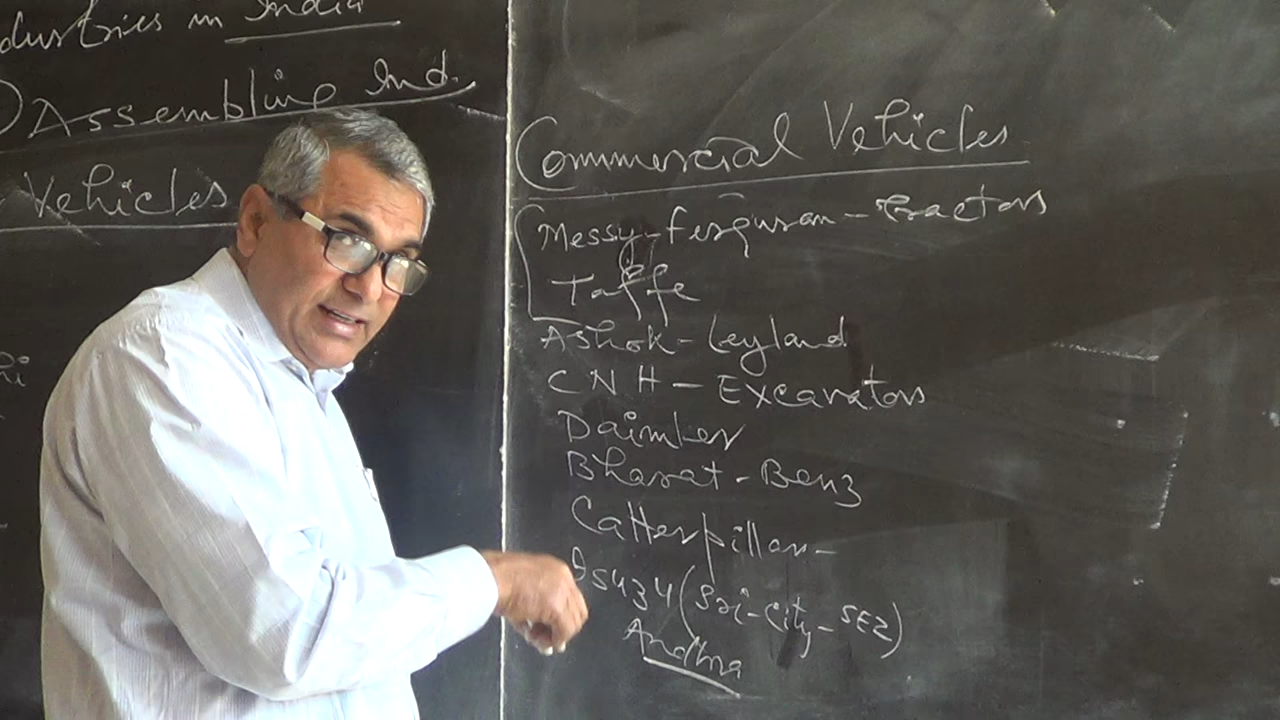 dustries in India
) Assembling Ind.
Vehicles
Commercial Vehicles
Messy-Ferguson-Tractors
Taffe
Ashok-Leyland
CNH-Excavators
Daimler
Bharat-Benz
Catterpillar-
Isuzu (Sri-City-SEZ)
Andhra